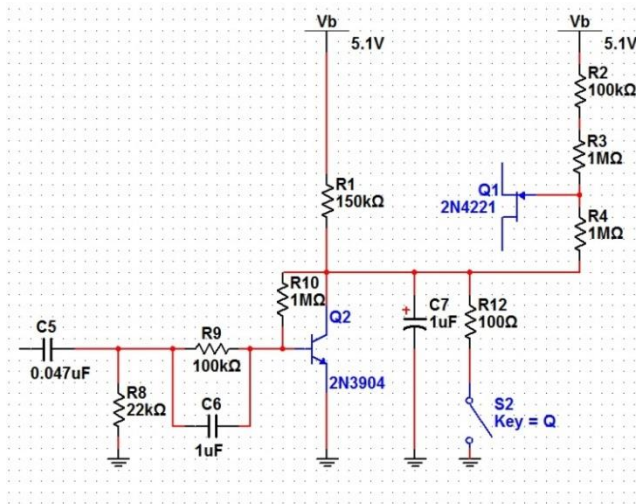 Vb
5.1V
Vb
5.1V
R2
100kΩ
R3
1MΩ
R1
150kΩ
Q1
2N4221
R4
1MΩ
R10
1MΩ
Q2
C7
1uF
R12
100Ω
C5
0.047uF
R9
100kΩ
2N3904
R8
22kΩ
C6
1uF
S2
Key = Q